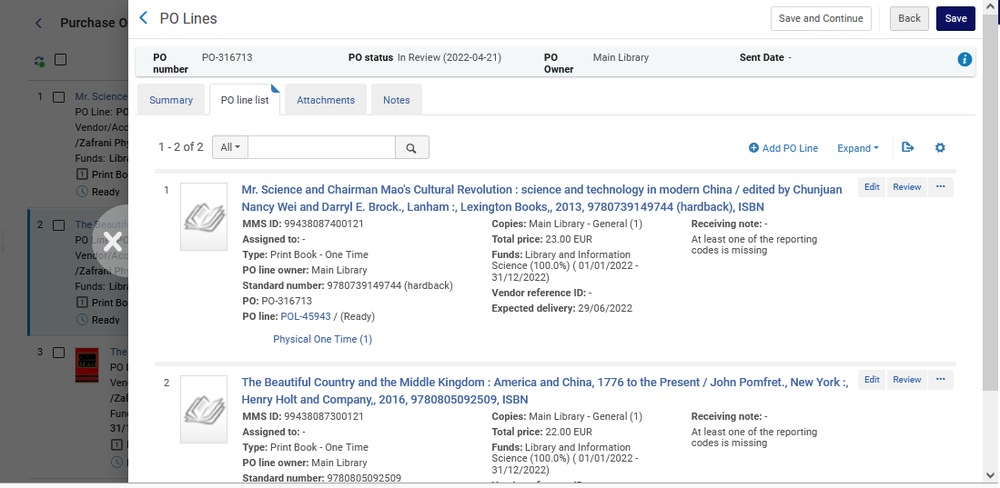 Purchase O
PO Lines
Save and Continue
Back
Save
PO number
PO-316713
PO status In Review (2022-04-21)
PO Owner
Main Library
Sent Date -
Summary
PO line list
Attachments
Notes
1 - 2 of 2
All
Add PO Line
Expand
1
Mr. Science
PO Line: PO
Vendor/Acc
/Zafrani Phy
Funds: Libra
Print Bo
Ready
2
The Beautif
PO Lin
Vendor/Acc
/Zafrani Phy
Funds: Libra
Print Bo
Ready
3
The
PO L
Vend
/Zaf
Fund
31/1
Mr. Science and Chairman Mao's Cultural Revolution : science and technology in modern China / edited by Chunjuan
Nancy Wei and Darryl E. Brock., Lanham :, Lexington Books,, 2013, 9780739149744 (hardback), ISBN
Edit
Review
1
MMS ID: 99438087400121
Assigned to: -
Type: Print Book - One Time
PO line owner: Main Library
Standard number: 9780739149744 (hardback)
PO: PO-316713
PO line: POL-45943 / (Ready)
Physical One Time (1)
Copies: Main Library - General (1)
Total price: 23.00 EUR
Funds: Library and Information
Science (100.0%) ( 01/01/2022 -
31/12/2022)
Vendor reference ID: -
Expected delivery: 29/06/2022
Receiving note: -
At least one of the reporting
codes is missing
2
The Beautiful Country and the Middle Kingdom : America and China, 1776 to the Present / John Pomfret., New York :,
Henry Holt and Company,, 2016, 9780805092509, ISBN
Edit
Review
MMS ID: 99438087300121
Assigned to: -
Type: Print Book - One Time
PO line owner: Main Library
Standard number: 9780805092509
Copies: Main Library - General (1)
Total price: 22.00 EUR
Funds: Library and Information
Science (100.0%) ( 01/01/2022 -
31/12/2022)
Receiving note: -
At least one of the reporting
codes is missing